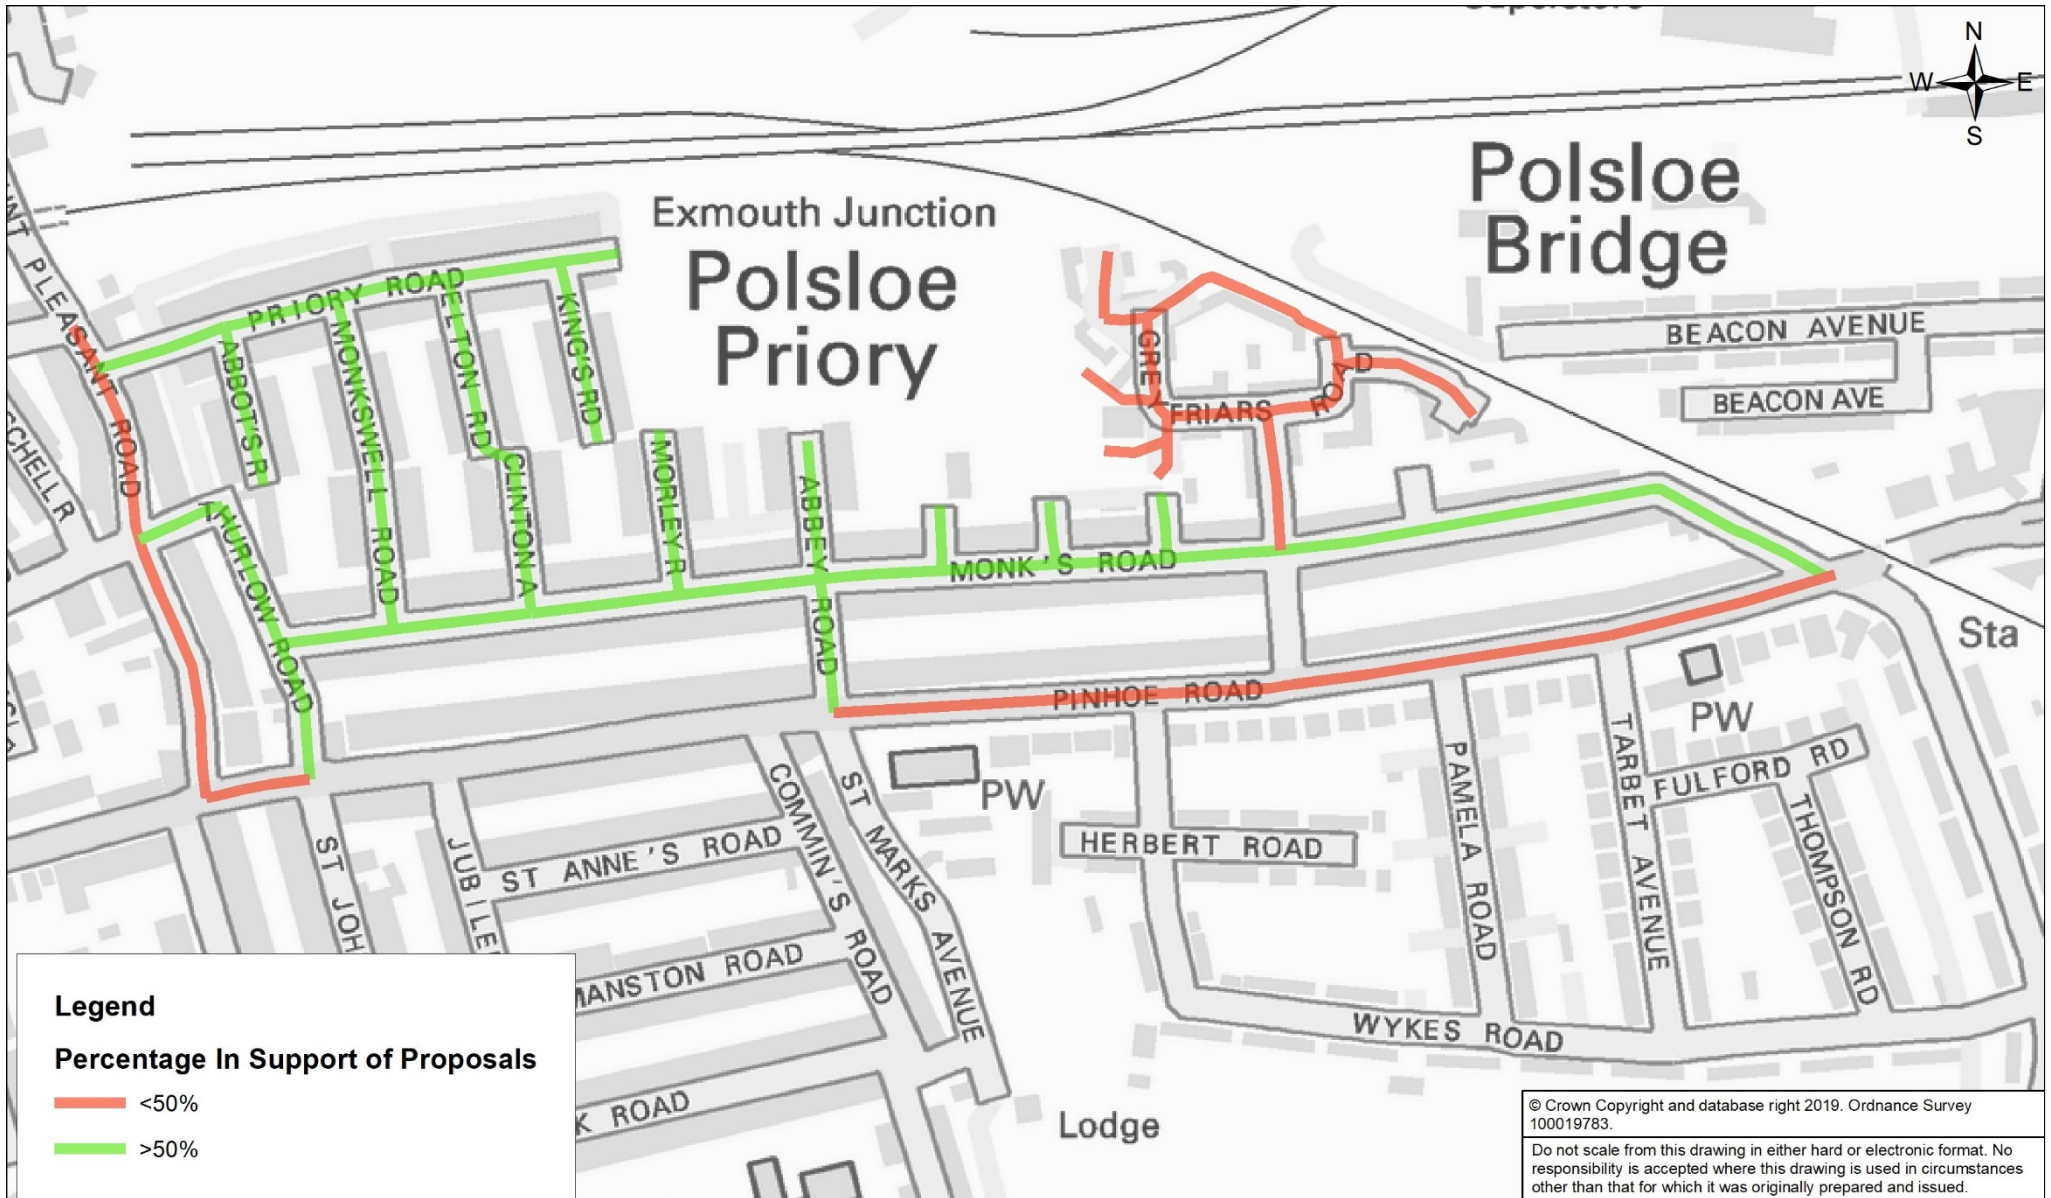 N
W E
S
Polsloe
Bridge
Exmouth Junction
Polsloe
Priory
PLEASANT ROAD
PRIORY ROAD
ABBOT'S R
MONKSWELL ROAD
ELTON RD
CLINTON A
KING'S RD
MORLEY R
ABBEY ROAD
GREYFRIARS ROAD
BEACON AVENUE
BEACON AVE
THURLOW ROAD
MONK'S ROAD
PINHOE ROAD
Sta
PW
PW
ST JOH
JUBILE
ST ANNE'S ROAD
MANSTON ROAD
K ROAD
COMMIN'S ROAD
ST MARKS AVENUE
HERBERT ROAD
PAMELA ROAD
TARBET AVENUE
FULFORD RD
THOMPSON RD
WYKES ROAD
Lodge
Legend
Percentage In Support of Proposals
<50%
>50%
© Crown Copyright and database right 2019. Ordnance Survey
100019783.
Do not scale from this drawing in either hard or electronic format. No
responsibility is accepted where this drawing is used in circumstances
other than that for which it was originally prepared and issued.